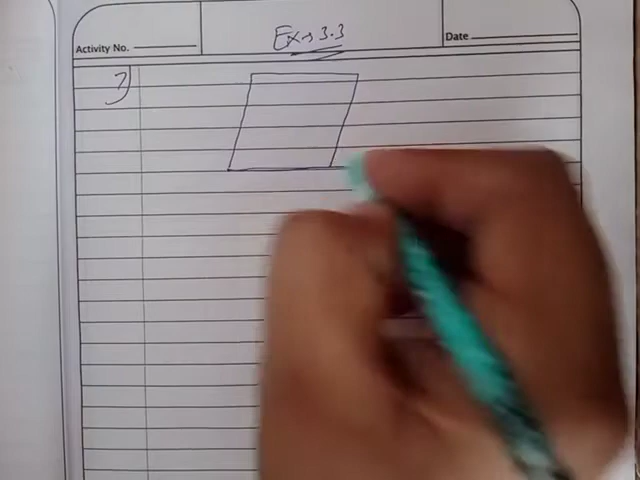 Ex→3.3
Activity No.
Date
7)